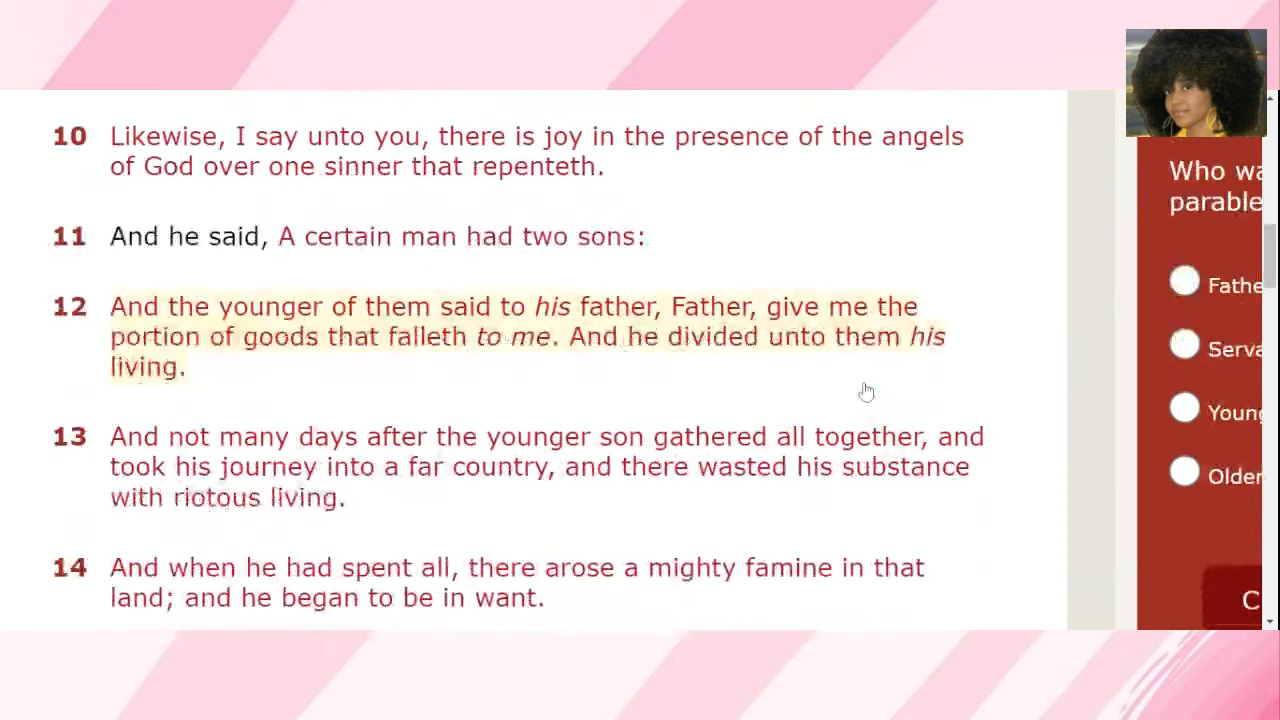 10 Likewise, I say unto you, there is joy in the presence of the angels
of God over one sinner that repenteth.
11 And he said, A certain man had two sons:
12 And the younger of them said to his father, Father, give me the
portion of goods that falleth to me. And he divided unto them his
living.
13 And not many days after the younger son gathered all together, and
took his journey into a far country, and there wasted his substance
with riotous living.
14 And when he had spent all, there arose a mighty famine in that
land; and he began to be in want.
Who wa
parable
Fathe
Serva
Young
Older
C